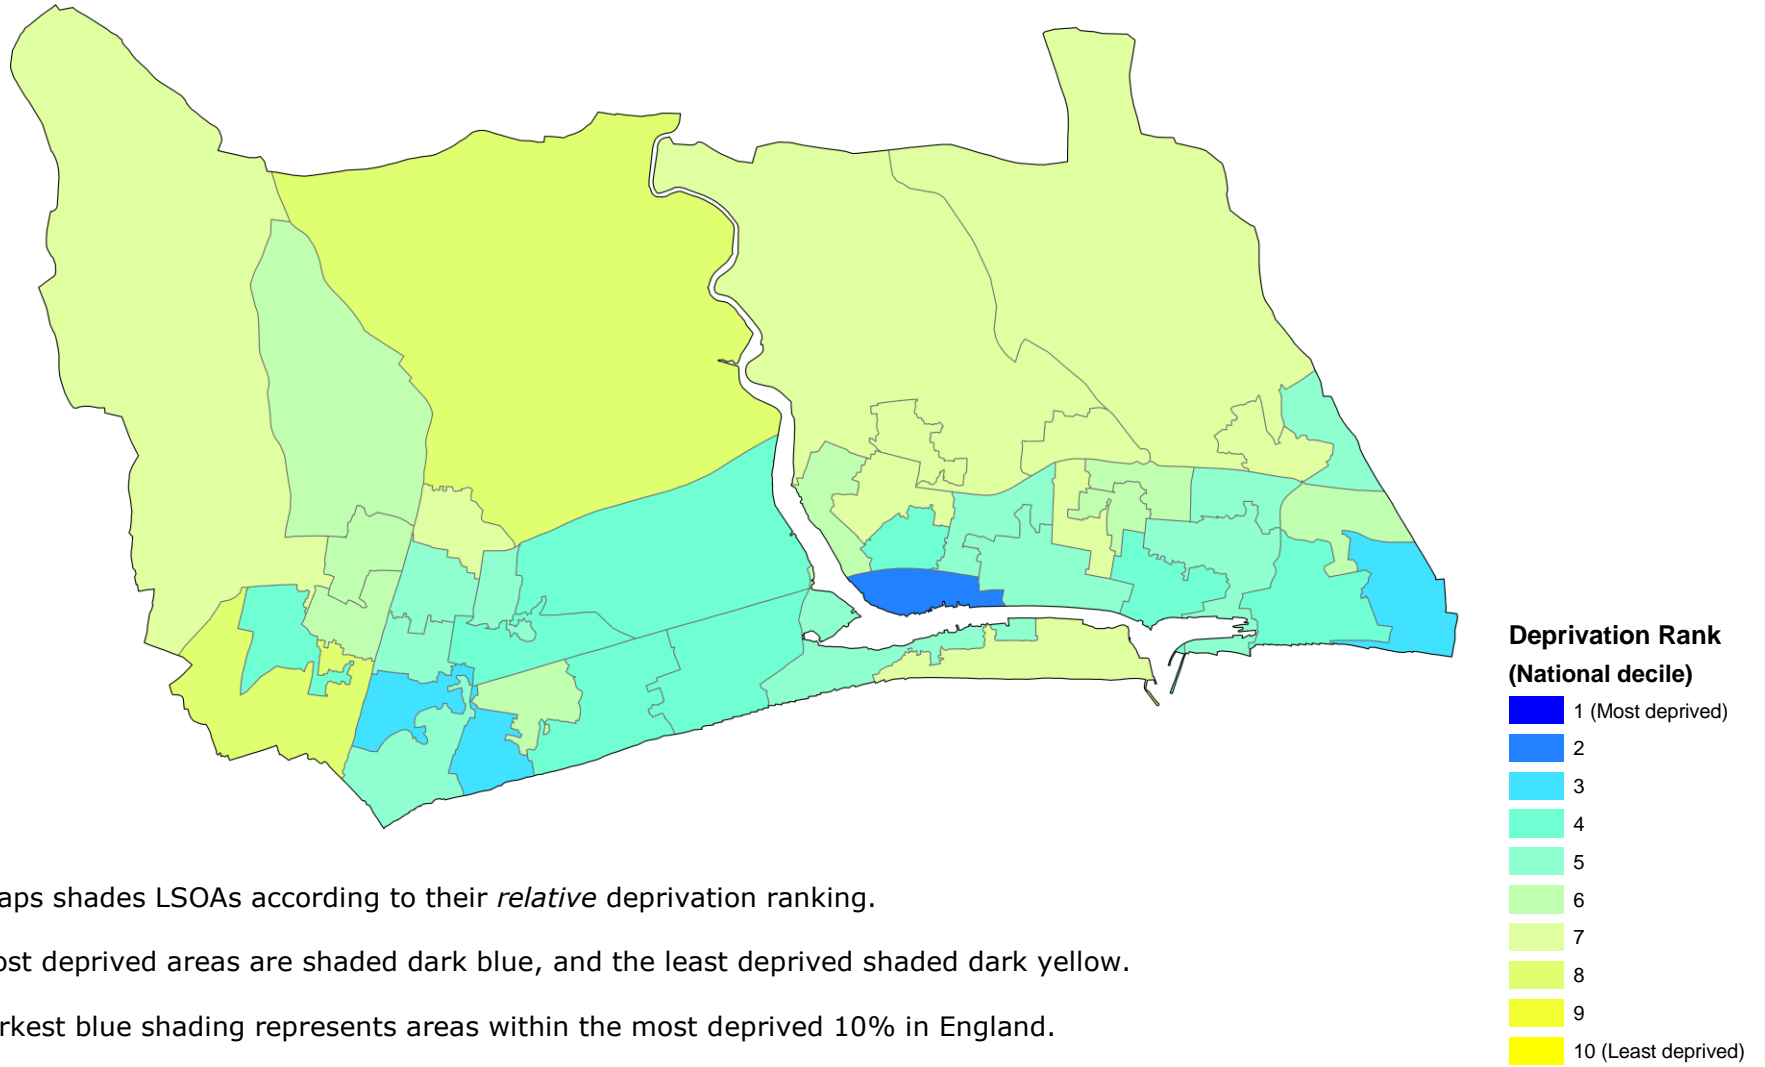 Deprivation Rank
(National decile)
1 (Most deprived)
2
3
4
5
6
7
8
9
10 (Least deprived)
aps shades LSOAs according to their relative deprivation ranking.
ost deprived areas are shaded dark blue, and the least deprived shaded dark yellow.
rkest blue shading represents areas within the most deprived 10% in England.